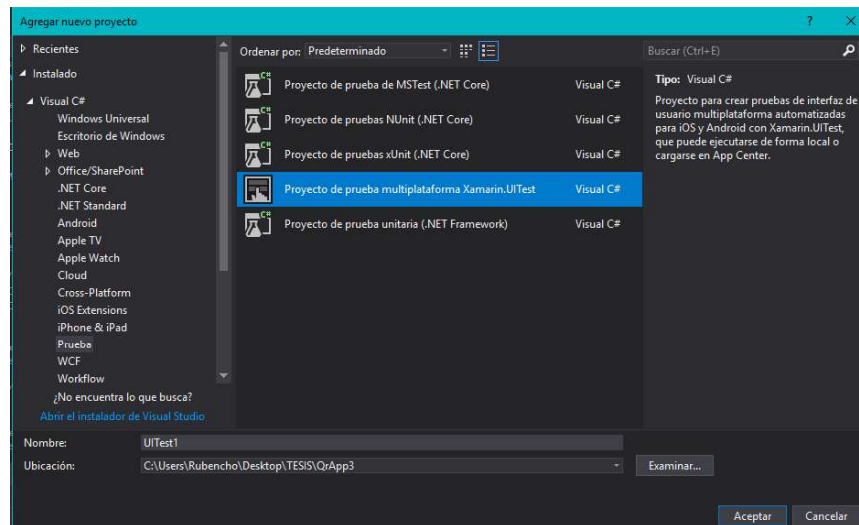 Agregar nuevo proyecto
? ×
Recientes
Instalado
Visual C#
Windows Universal
Escritorio de Windows
Web
Office/SharePoint
.NET Core
.NET Standard
Android
Apple TV
Apple Watch
Cloud
Cross-Platform
iOS Extensions
iPhone & iPad
Prueba
WCF
Workflow
¿No encuentra lo que busca?
Abrir el instalador de Visual Studio
Ordenar por: Predeterminado
C# Proyecto de prueba de MSTest (.NET Core) Visual C#
C# Proyecto de pruebas NUnit (.NET Core) Visual C#
C# Proyecto de pruebas xUnit (.NET Core) Visual C#
Proyecto de prueba multiplataforma Xamarin.UITest Visual C#
C# Proyecto de prueba unitaria (.NET Framework) Visual C#
Buscar (Ctrl+E)
Tipo: Visual C#
Proyecto para crear pruebas de interfaz de
usuario multiplataforma automatizadas
para iOS y Android con Xamarin.UITest,
que puede ejecutarse de forma local o
cargarse en App Center.
Nombre: UITest1
Ubicación: C:\Users\Rubencho\Desktop\TESIS\QrApp3 Examinar...
Aceptar Cancelar